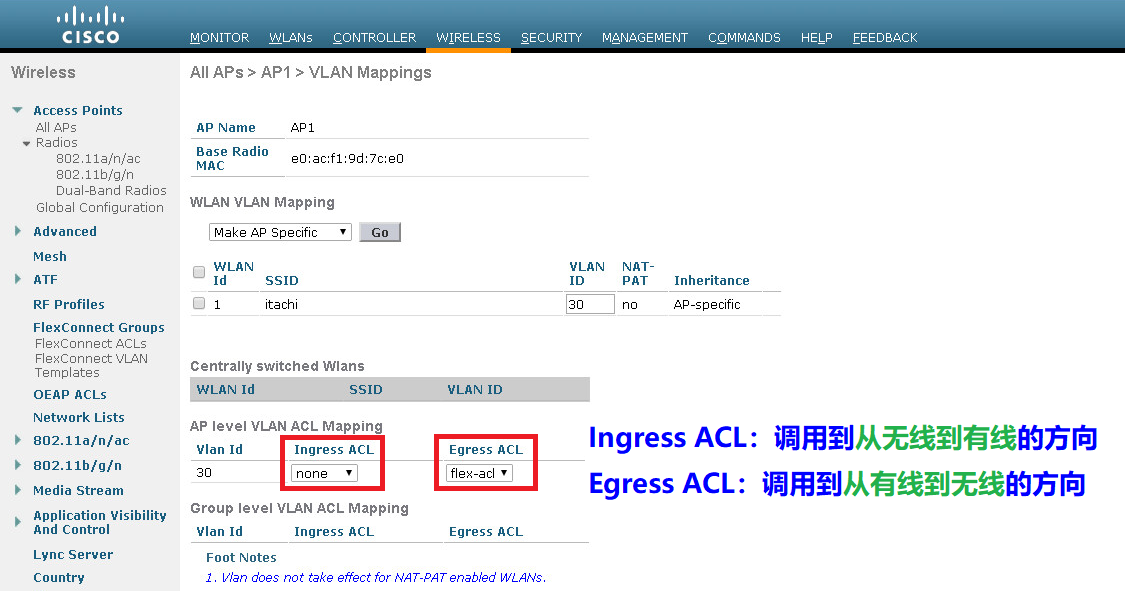 CISCO
MONITOR WLANs CONTROLLER WIRELESS SECURITY MANAGEMENT COMMANDS HELP FEEDBACK
Wireless
Access Points
All APs
Radios
802.11a/n/ac
802.11b/g/n
Dual-Band Radios
Global Configuration
Advanced
Mesh
ATF
RF Profiles
FlexConnect Groups
FlexConnect ACLs
FlexConnect VLAN
Templates
OEAP ACLs
Network Lists
802.11a/n/ac
802.11b/g/n
Media Stream
Application Visibility
And Control
Lync Server
Country
All APs > AP1 > VLAN Mappings
AP Name AP1
Base Radio
MAC e0:ac:f1:9d:7c:e0
WLAN VLAN Mapping
Make AP Specific Go
WLAN
Id SSID VLAN
ID NAT-
PAT Inheritance
1 itachi 30 no AP-specific
Centrally switched Wlans
WLAN Id SSID VLAN ID
AP level VLAN ACL Mapping
Vlan Id Ingress ACL Egress ACL
30 none flex-acl
Group level VLAN ACL Mapping
Vlan Id Ingress ACL Egress ACL
Foot Notes
1. Vlan does not take effect for NAT-PAT enabled WLANs.
Ingress ACL：调用到从无线到有线的方向
Egress ACL：调用到从有线到无线的方向